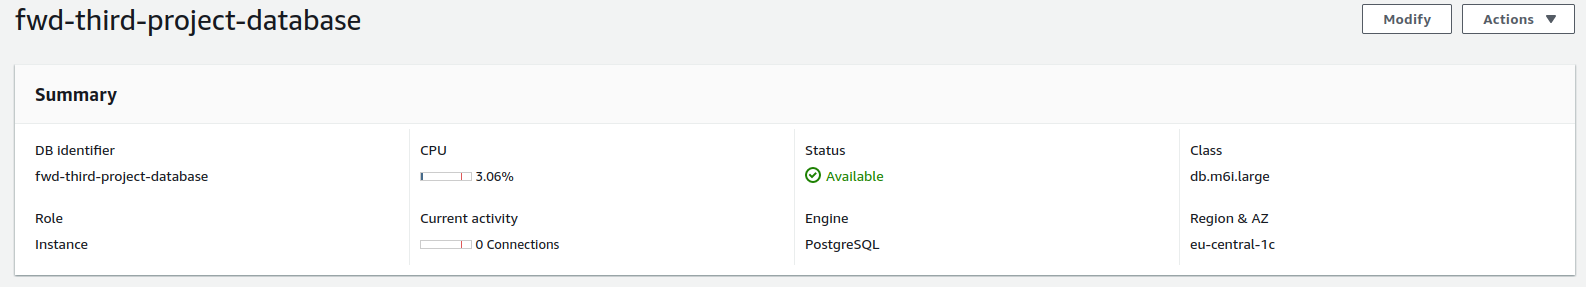 fwd-third-project-database
Modify
Actions
Summary
DB identifier
CPU
Status
Class
fwd-third-project-database
3.06%
Available
db.m6i.large
Role
Current activity
Engine
Region & AZ
Instance
0 Connections
PostgreSQL
eu-central-1c